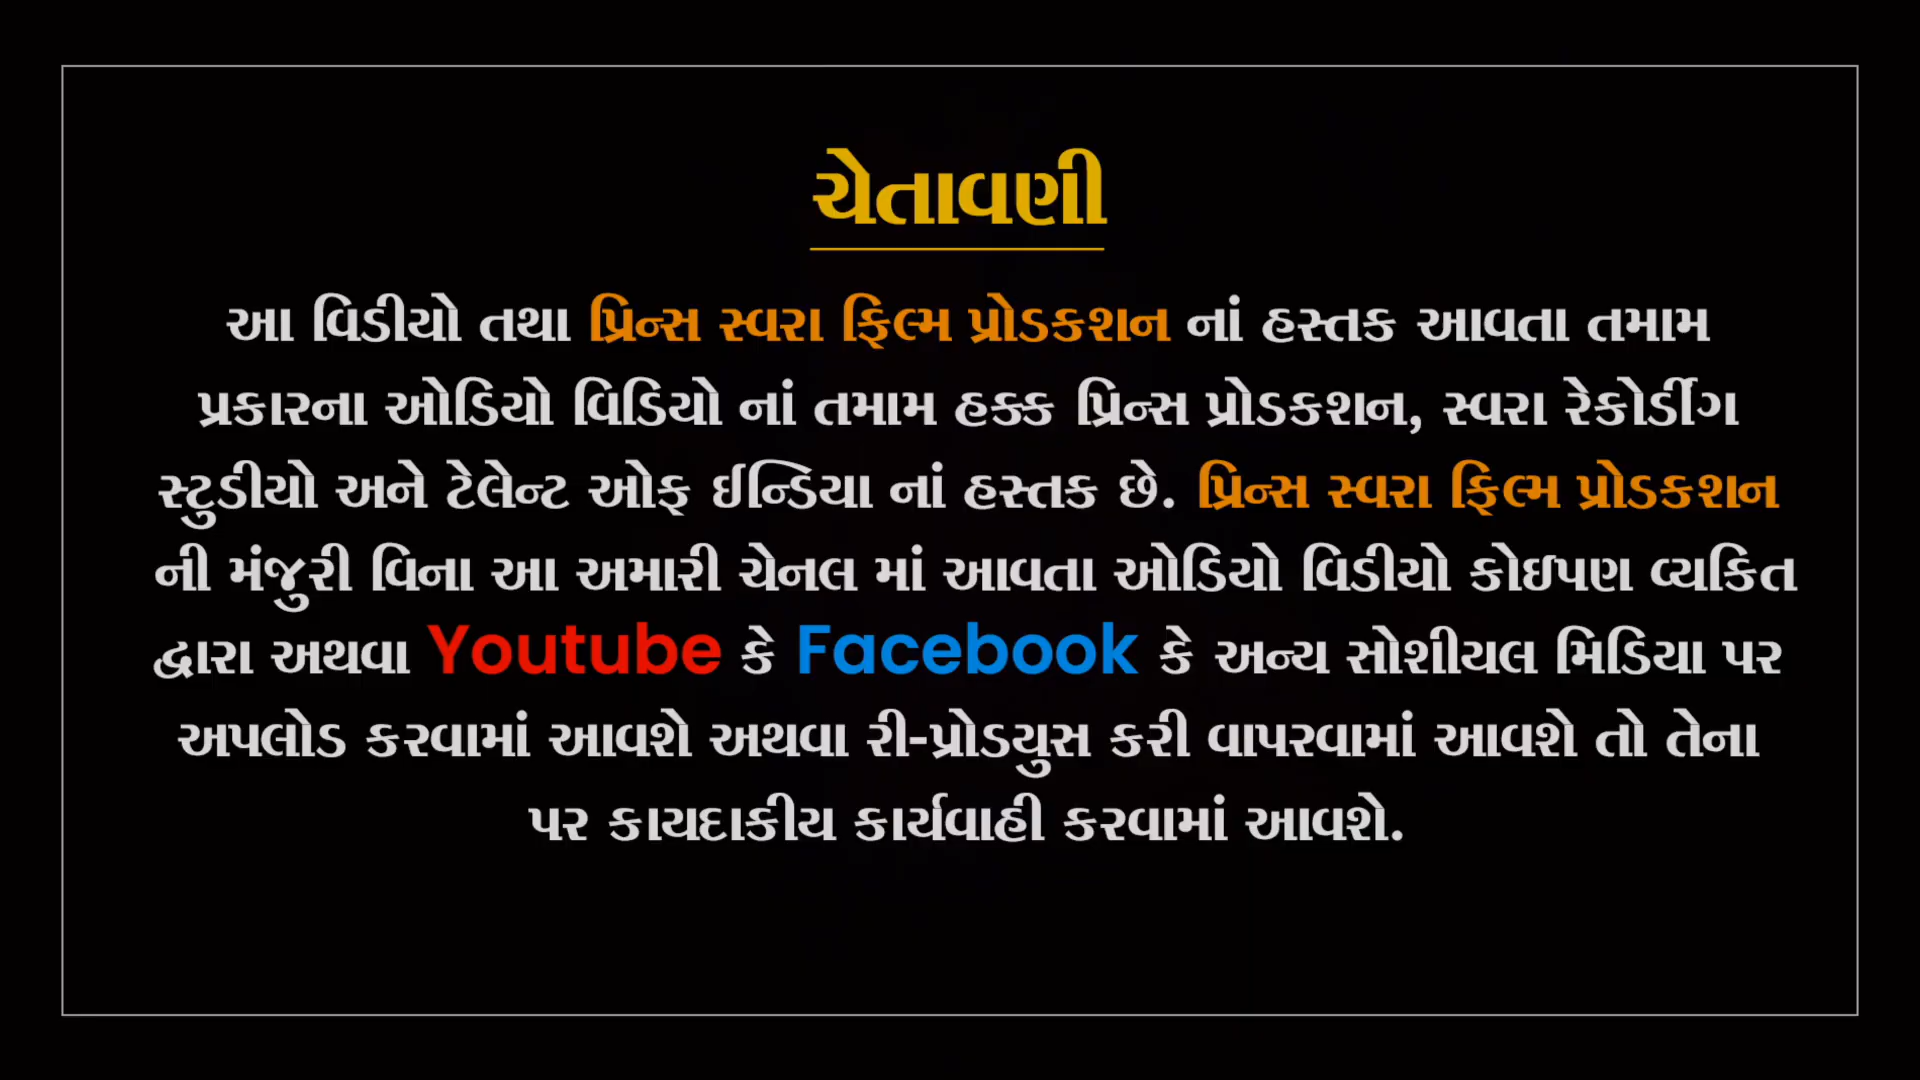 ચેતાવણી
આ વિડીયો તથા પ્રિન્સ સ્વરા ફિલ્મ પ્રોડકશન નાં હસ્તક આવતા તમામ
પ્રકારના ઓડિયો વિડિયો નાં તમામ હક્ક પ્રિન્સ પ્રોડકશન, સ્વરા રેકોર્ડીંગ
સ્ટુડીયો અને ટેલેન્ટ ઓફ ઈન્ડિયા નાં હસ્તક છે. પ્રિન્સ સ્વરા ફિલ્મ પ્રોડકશન
ની મંજુરી વિના આ અમારી ચેનલ માં આવતા ઓડિયો વિડીયો કોઇપણ વ્યકિત
દ્વારા અથવા Youtube કે Facebook કે અન્ય સોશીયલ મિડિયા પર
અપલોડ કરવામાં આવશે અથવા રી-પ્રોડયુસ કરી વાપરવામાં આવશે તો તેના
પર કાયદાકીય કાર્યવાહી કરવામાં આવશે.